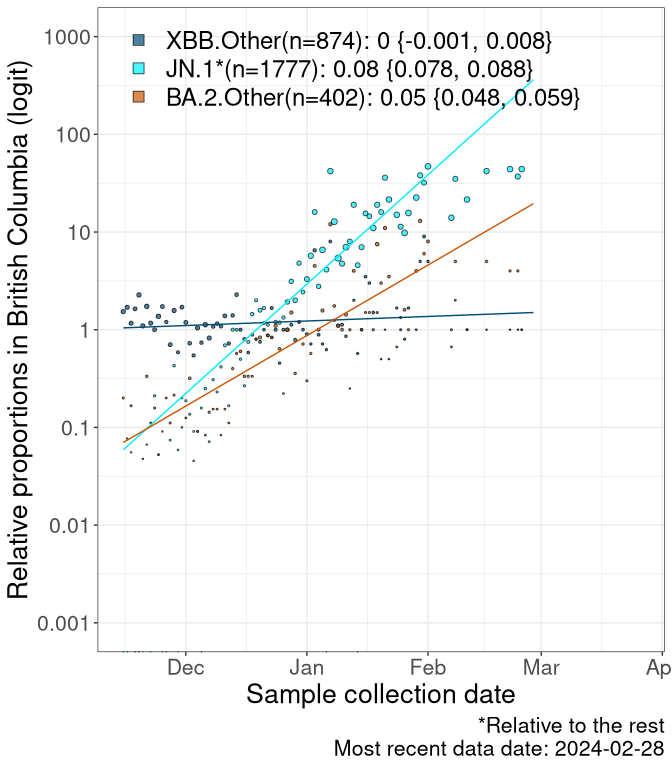 XBB.Other(n=874): 0 {-0.001, 0.008}
JN.1*(n=1777): 0.08 {0.078, 0.088}
BA.2.Other(n=402): 0.05 {0.048, 0.059}
Relative proportions in British Columbia (logit)
1000
100
10
1
0.1
0.01
0.001
Dec Jan Feb Mar Ap
Sample collection date
*Relative to the rest
Most recent data date: 2024-02-28